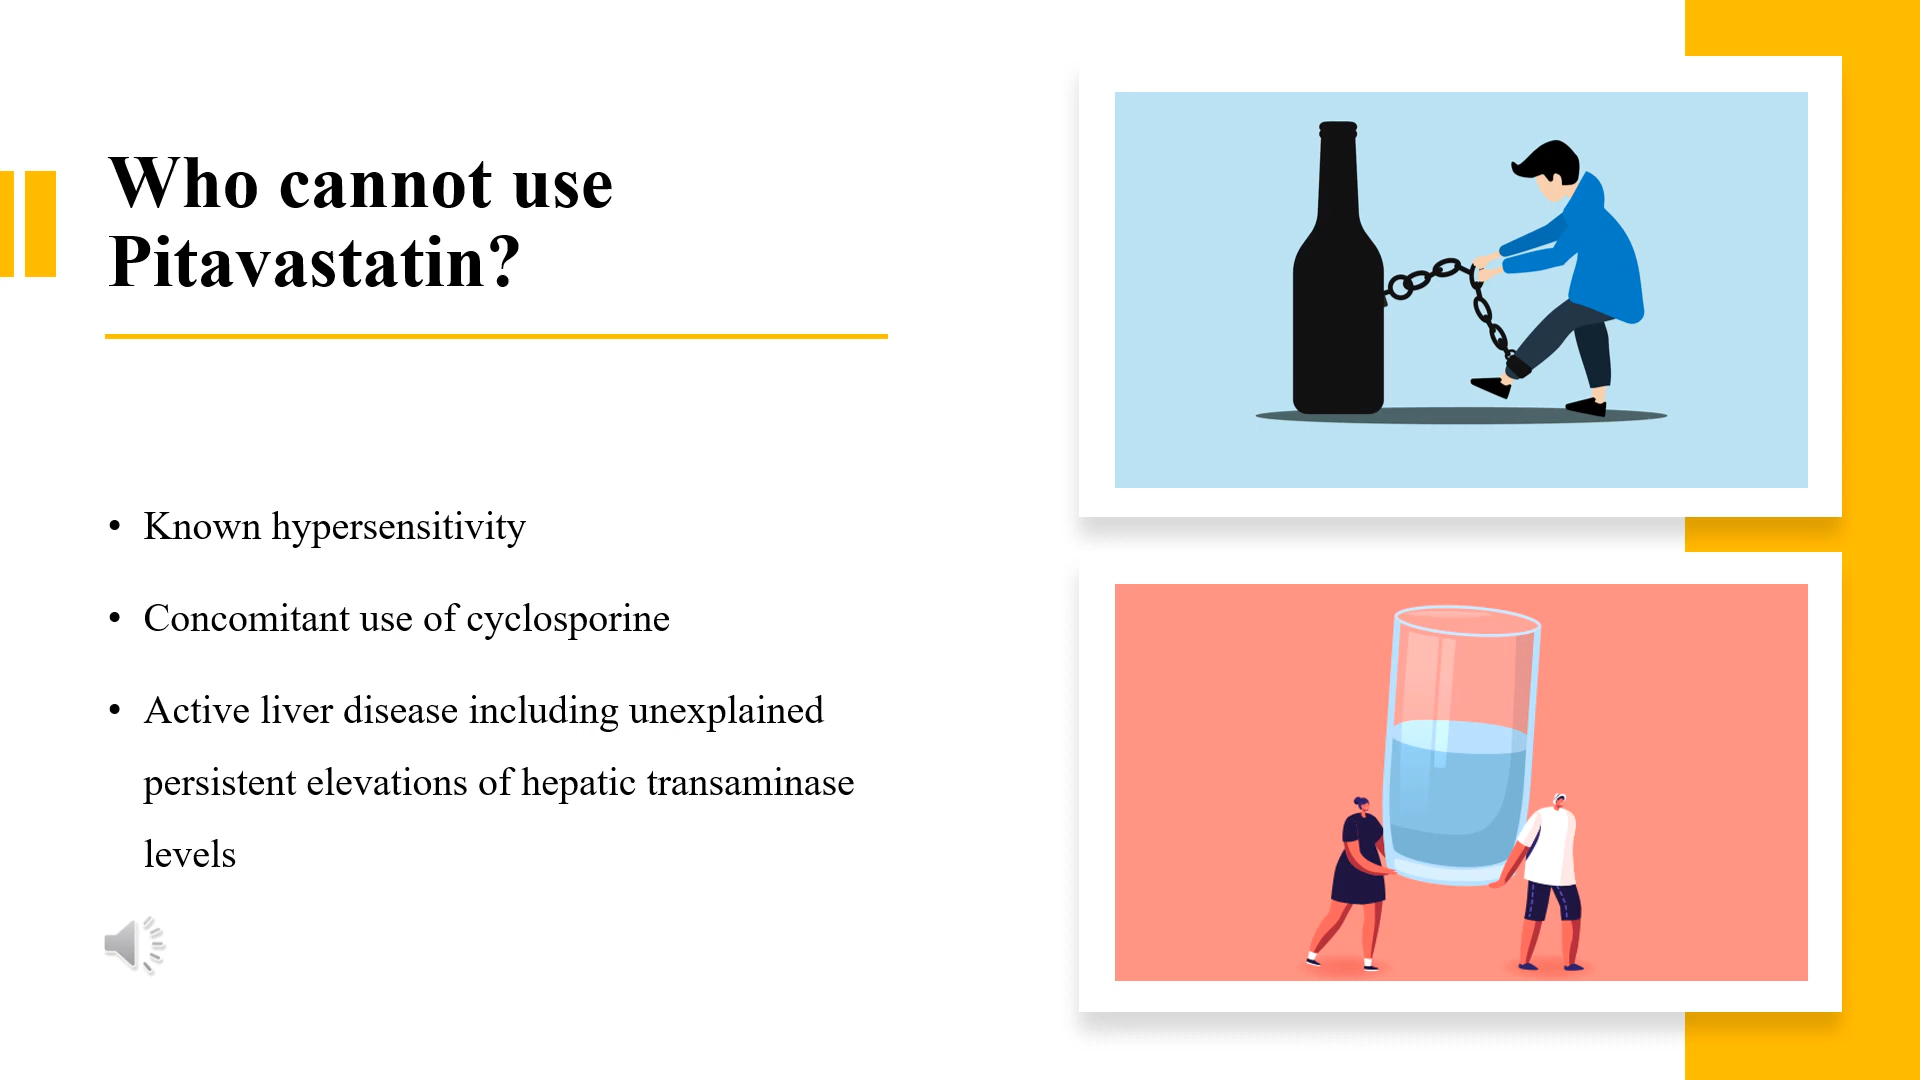 Who cannot use
Pitavastatin?
• Known hypersensitivity
• Concomitant use of cyclosporine
• Active liver disease including unexplained
persistent elevations of hepatic transaminase
levels